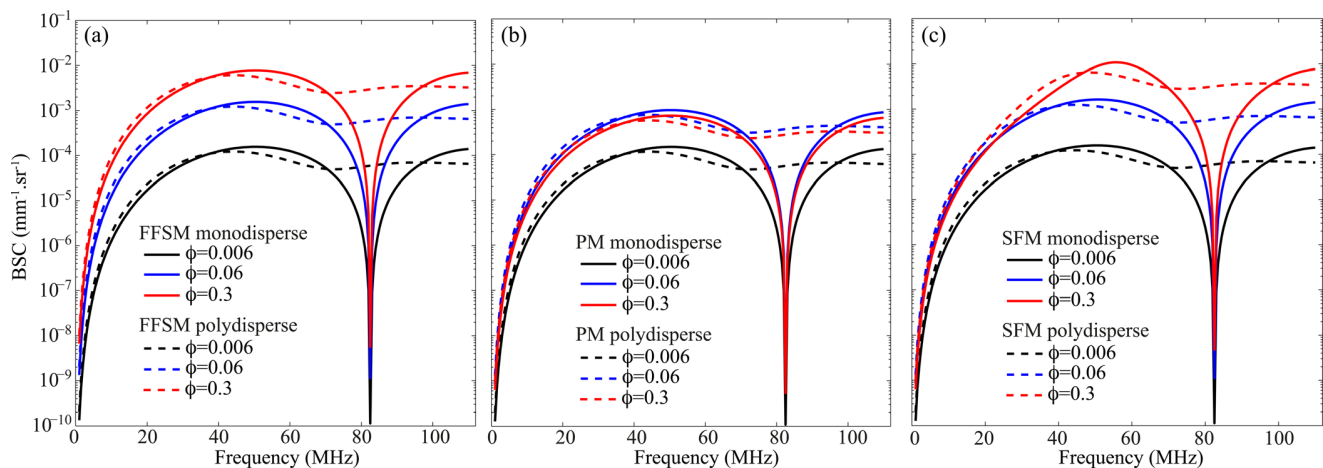 (a)
BSC (mm⁻¹.sr⁻¹)
10⁻¹
10⁻²
10⁻³
10⁻⁴
10⁻⁵
10⁻⁶
10⁻⁷
10⁻⁸
10⁻⁹
10⁻¹⁰
FFSM monodisperse
ϕ=0.006
ϕ=0.06
ϕ=0.3
FFSM polydisperse
ϕ=0.006
ϕ=0.06
ϕ=0.3
0 20 40 60 80 100
Frequency (MHz)
(b)
PM monodisperse
ϕ=0.006
ϕ=0.06
ϕ=0.3
PM polydisperse
ϕ=0.006
ϕ=0.06
ϕ=0.3
0 20 40 60 80 100
Frequency (MHz)
(c)
SFM monodisperse
ϕ=0.006
ϕ=0.06
ϕ=0.3
SFM polydisperse
ϕ=0.006
ϕ=0.06
ϕ=0.3
0 20 40 60 80 100
Frequency (MHz)